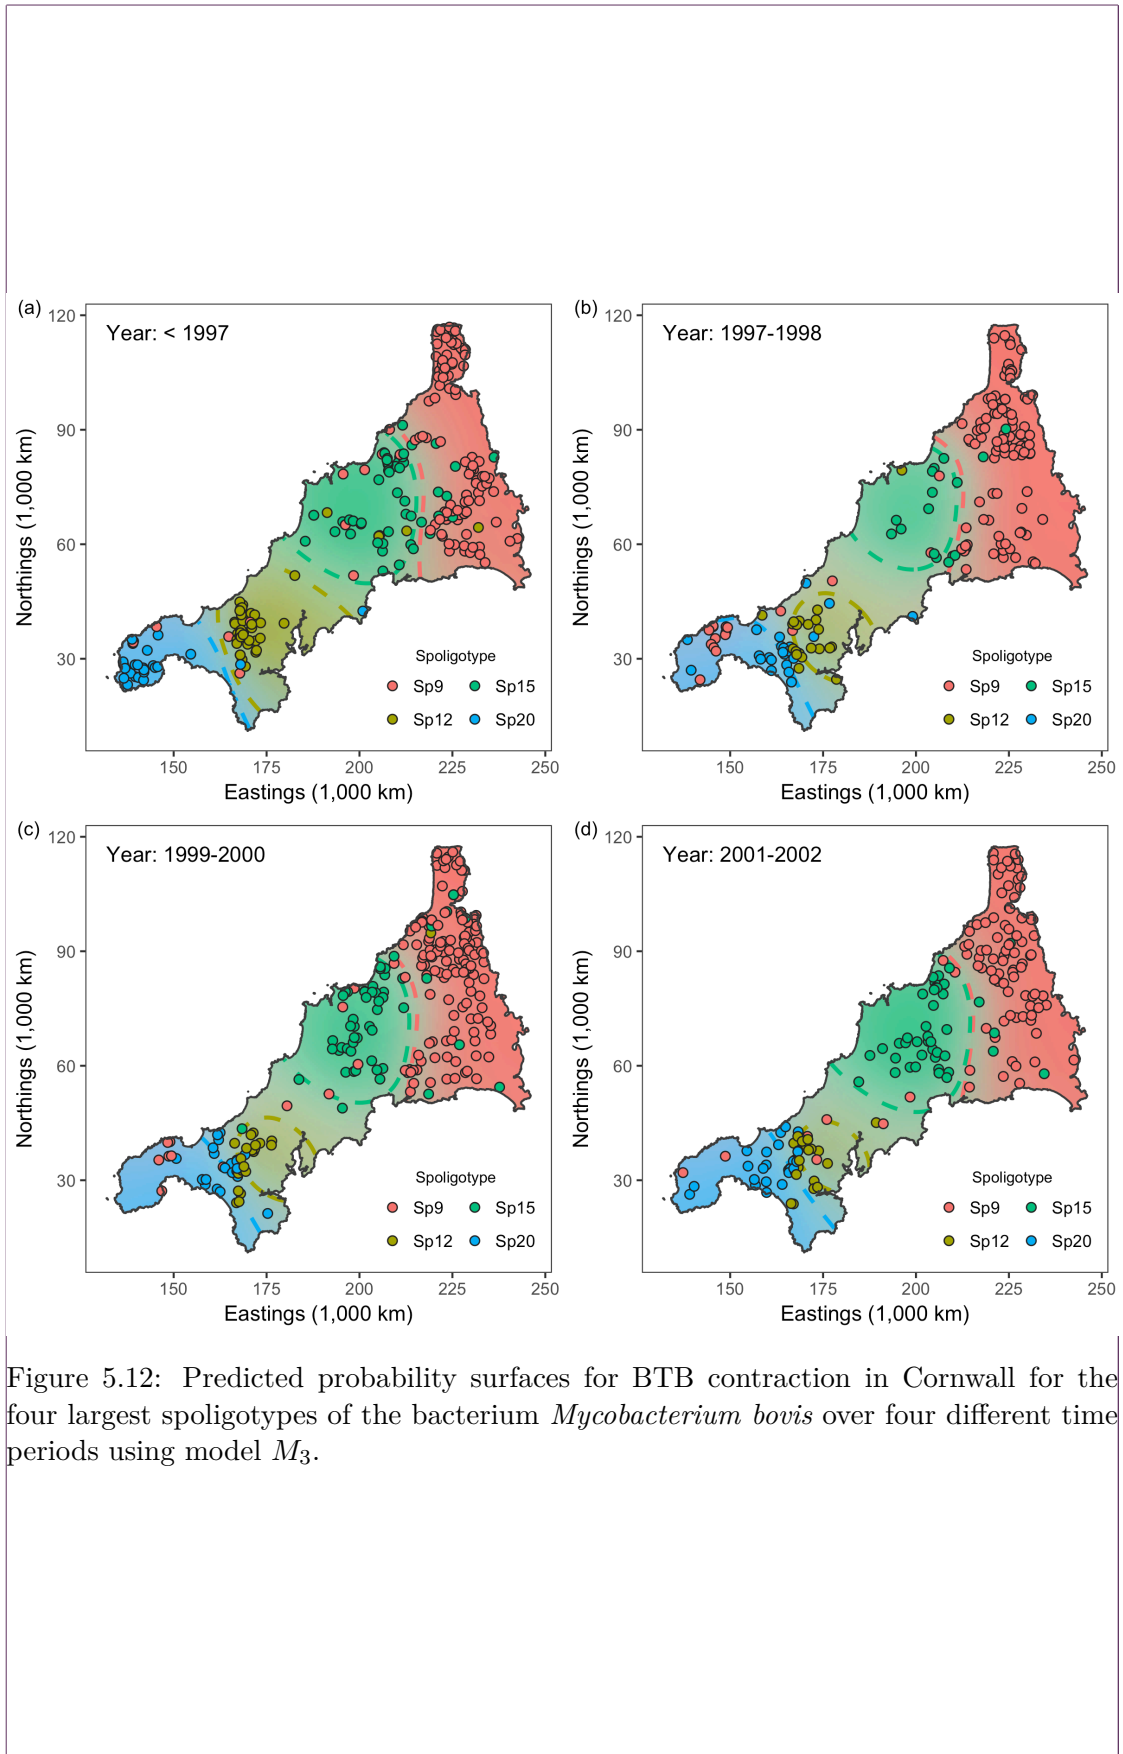 (a)
120
90
60
30
Northings (1,000 km)
Year: < 1997
Spoligotype
Sp9 Sp15
Sp12 Sp20
150 175 200 225 250
Eastings (1,000 km)
(b)
120
90
60
30
Northings (1,000 km)
Year: 1997-1998
Spoligotype
Sp9 Sp15
Sp12 Sp20
150 175 200 225 250
Eastings (1,000 km)
(c)
120
90
60
30
Northings (1,000 km)
Year: 1999-2000
Spoligotype
Sp9 Sp15
Sp12 Sp20
150 175 200 225 250
Eastings (1,000 km)
(d)
120
90
60
30
Northings (1,000 km)
Year: 2001-2002
Spoligotype
Sp9 Sp15
Sp12 Sp20
150 175 200 225 250
Eastings (1,000 km)
Figure 5.12: Predicted probability surfaces for BTB contraction in Cornwall for the
four largest spoligotypes of the bacterium Mycobacterium bovis over four different time
periods using model M₃.